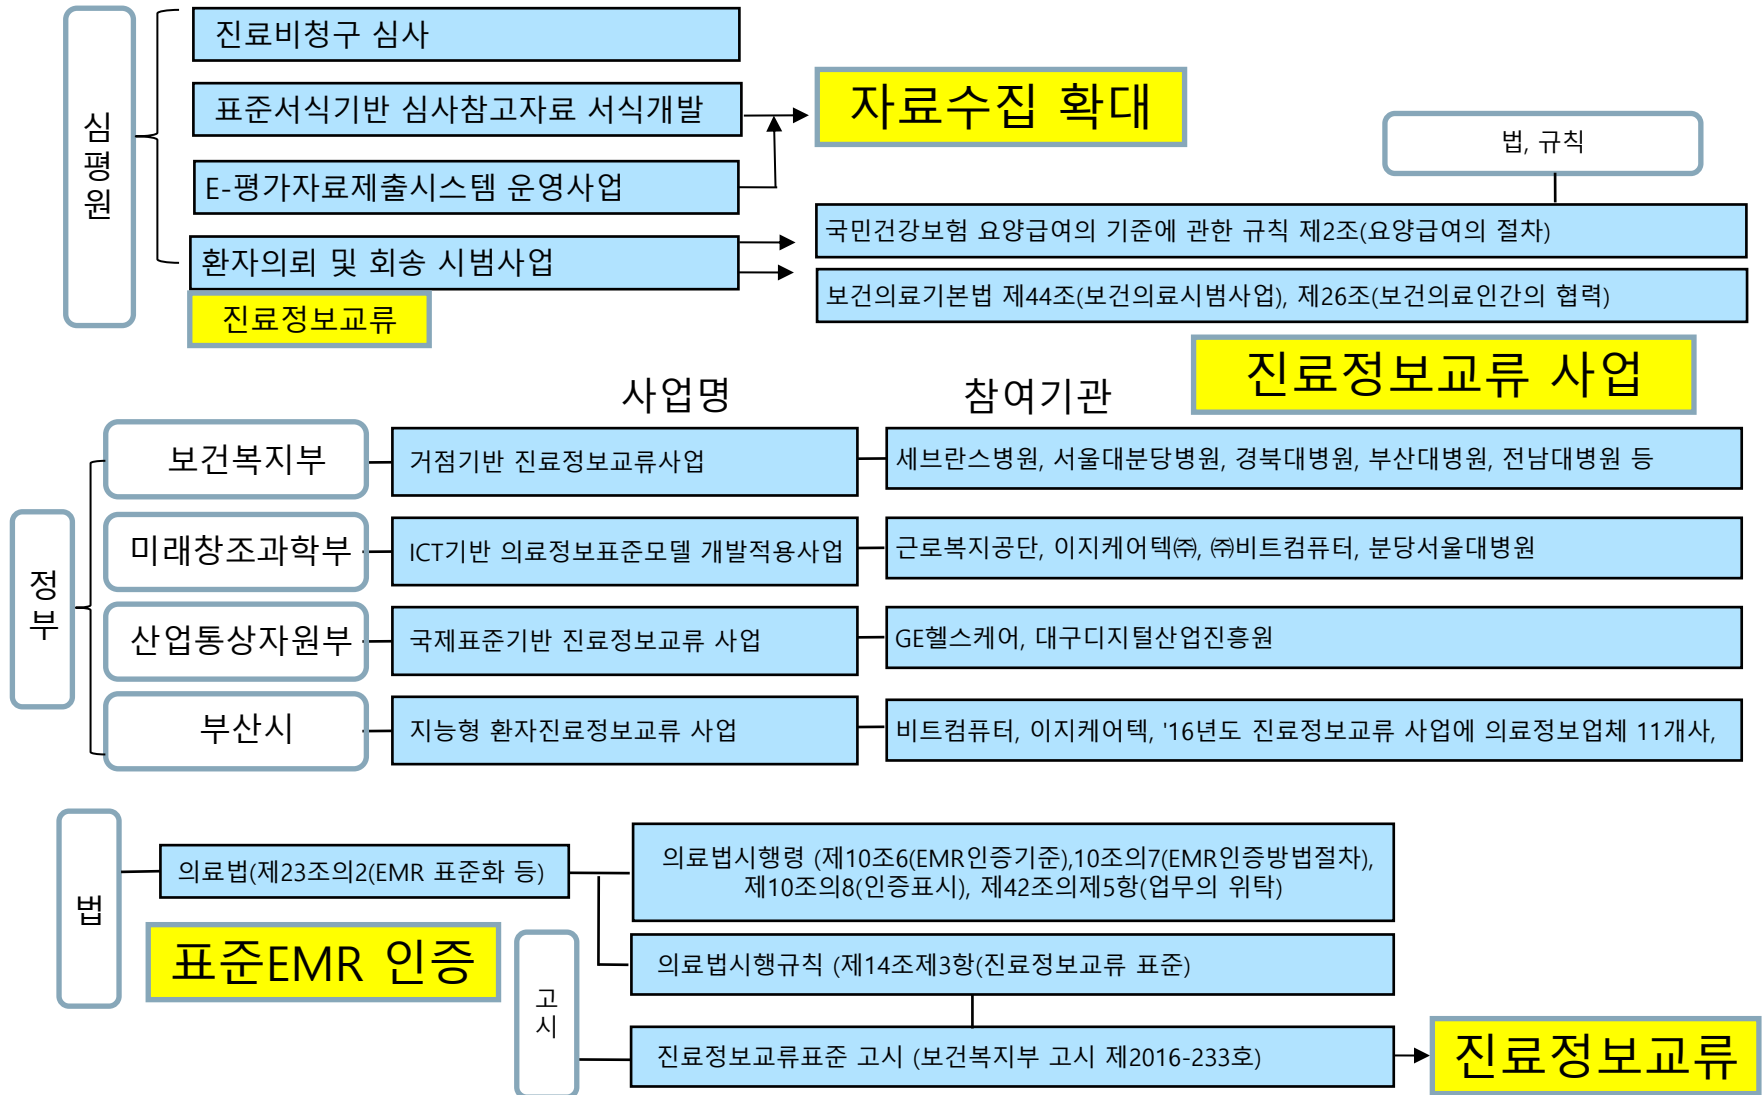 심평원
진료비청구 심사
표준서식기반 심사참고자료 서식개발
자료수집 확대
E-평가자료제출시스템 운영사업
법, 규칙
환자의뢰 및 회송 시범사업
국민건강보험 요양급여의 기준에 관한 규칙 제2조(요양급여의 절차)
보건의료기본법 제44조(보건의료시범사업), 제26조(보건의료인간의 협력)
진료정보교류
진료정보교류 사업
사업명
참여기관
정부
보건복지부
거점기반 진료정보교류사업
세브란스병원, 서울대분당병원, 경북대병원, 부산대병원, 전남대병원 등
미래창조과학부
ICT기반 의료정보표준모델 개발적용사업
근로복지공단, 이지케어텍㈜, ㈜비트컴퓨터, 분당서울대병원
산업통상자원부
국제표준기반 진료정보교류 사업
GE헬스케어, 대구디지털산업진흥원
부산시
지능형 환자진료정보교류 사업
비트컴퓨터, 이지케어텍, '16년도 진료정보교류 사업에 의료정보업체 11개사,
법
의료법(제23조의2(EMR 표준화 등)
의료법시행령 (제10조6(EMR인증기준),10조의7(EMR인증방법절차),
제10조의8(인증표시), 제42조의제5항(업무의 위탁)
표준EMR 인증
의료법시행규칙 (제14조제3항(진료정보교류 표준)
고시
진료정보교류표준 고시 (보건복지부 고시 제2016-233호)
진료정보교류